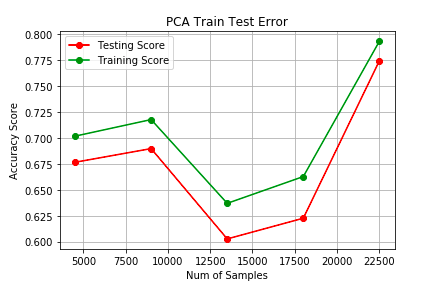 PCA Train Test Error
Testing Score
Training Score
Accuracy Score
0.800
0.775
0.750
0.725
0.700
0.675
0.650
0.625
0.600
5000 7500 10000 12500 15000 17500 20000 22500
Num of Samples